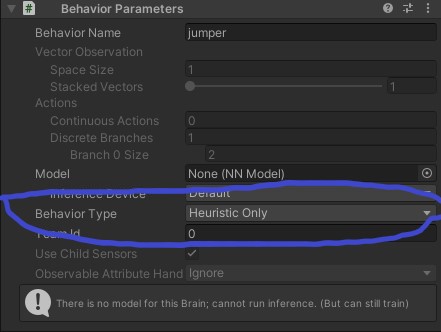 Behavior Parameters
Behavior Name jumper
Vector Observation
Space Size 1
Stacked Vectors 1
Actions
Continuous Actions 0
Discrete Branches 1
Branch 0 Size 2
Model None (NN Model)
Inference Device Default
Behavior Type Heuristic Only
Team Id 0
Use Child Sensors
Observable Attribute Hand Ignore
There is no model for this Brain; cannot run inference. (But can still train)